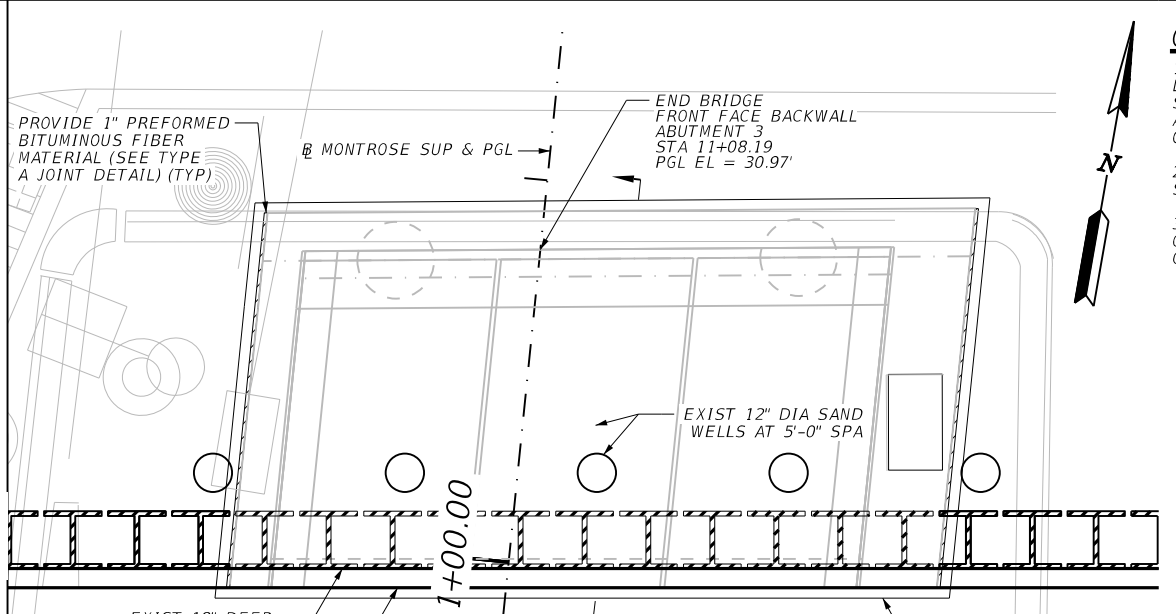 PROVIDE 1" PREFORMED
BITUMINOUS FIBER
MATERIAL (SEE TYPE
A JOINT DETAIL) (TYP)
℄ MONTROSE SUP & PGL
END BRIDGE
FRONT FACE BACKWALL
ABUTMENT 3
STA 11+08.19
PGL EL = 30.97'
N
EXIST 12" DIA SAND
WELLS AT 5'-0" SPA
1+00.00